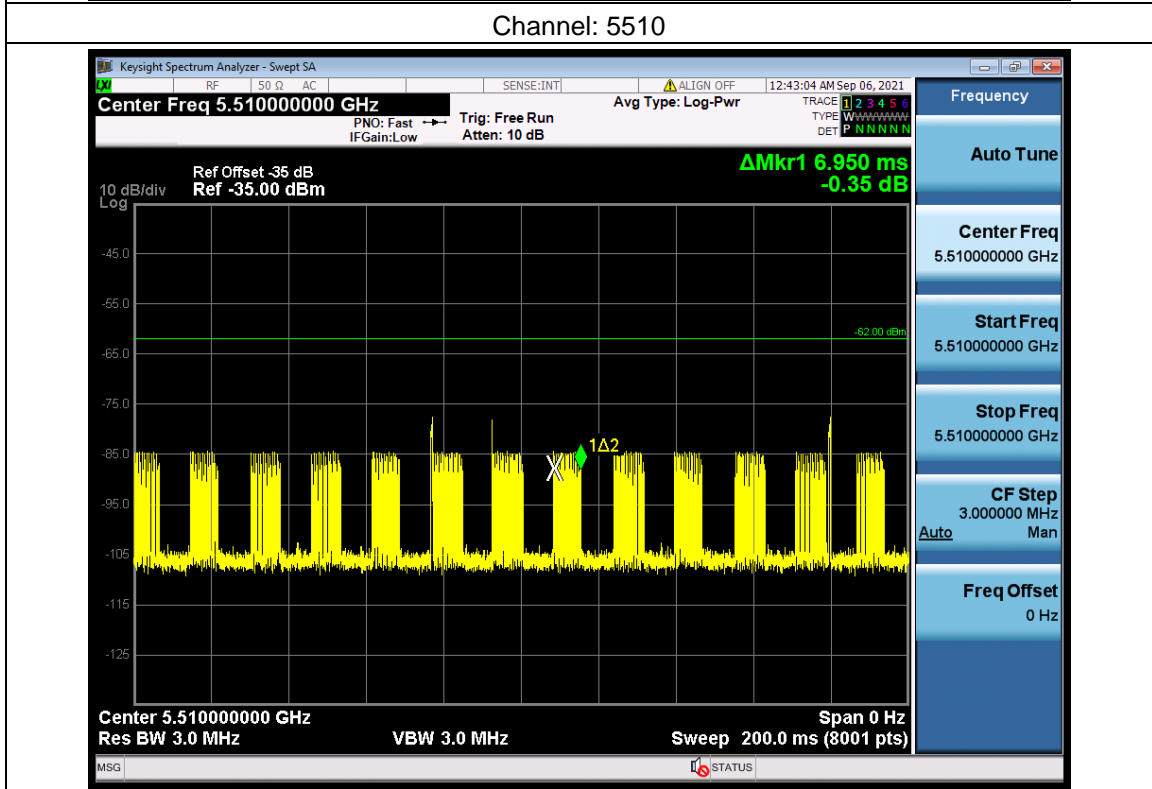 Channel: 5510
Keysight Spectrum Analyzer - Swept SA
LXI RF 50 Ω AC SENSE:INT ALIGN OFF 12:43:04 AM Sep 06, 2021
Center Freq 5.510000000 GHz
PNO: Fast
IFGain:Low
Trig: Free Run
Atten: 10 dB
Avg Type: Log-Pwr
TRACE 1 2 3 4 5 6
TYPE WWWWWW
DET P N N N N N
Ref Offset -35 dB
10 dB/div Ref -35.00 dBm
Log
ΔMkr1 6.950 ms
-0.35 dB
-45.0
-55.0
-62.00 dBm
-65.0
-75.0
-85.0
1Δ2
X
-95.0
-105
-115
-125
Center 5.510000000 GHz Span 0 Hz
Res BW 3.0 MHz VBW 3.0 MHz Sweep 200.0 ms (8001 pts)
MSG STATUS
Frequency
Auto Tune
Center Freq
5.510000000 GHz
Start Freq
5.510000000 GHz
Stop Freq
5.510000000 GHz
CF Step
3.000000 MHz
Auto Man
Freq Offset
0 Hz